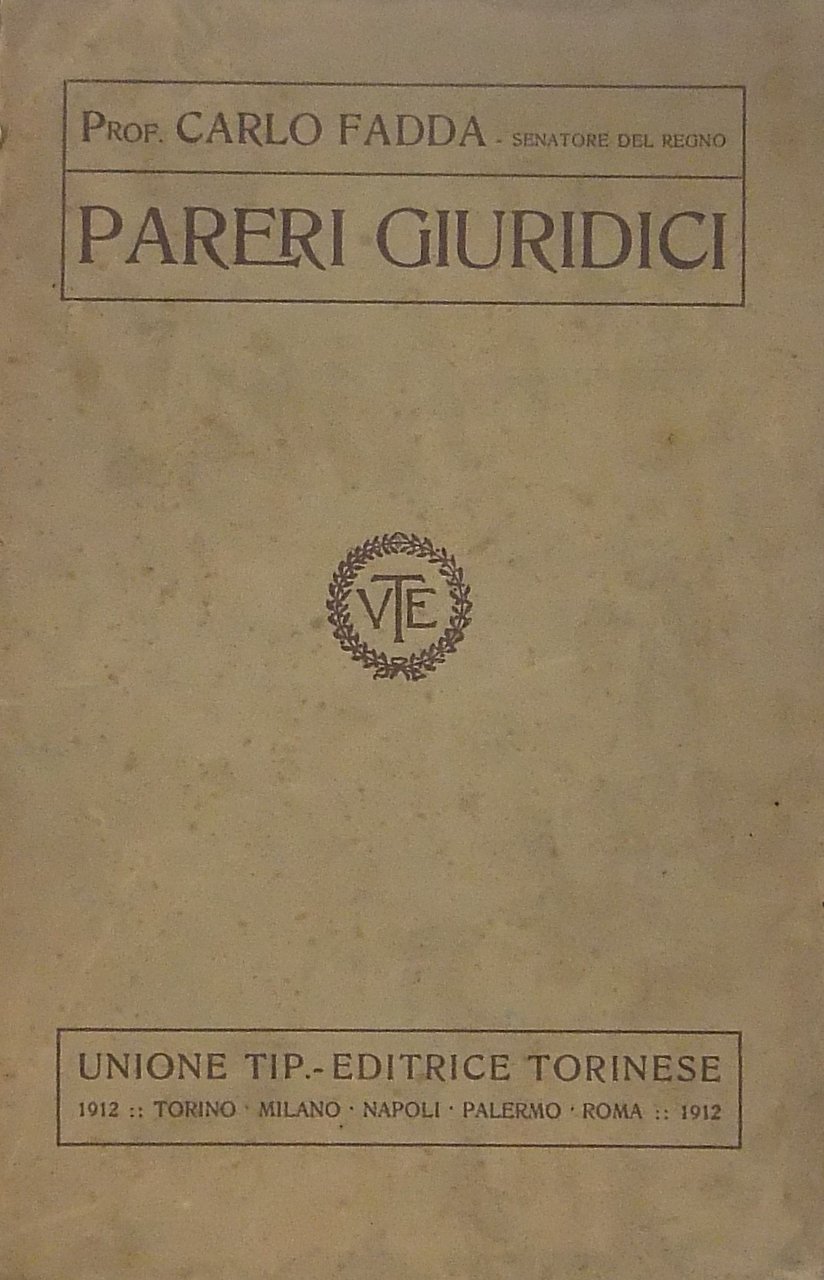 PROF. CARLO FADDA - SENATORE DEL REGNO
PARERI GIURIDICI
VTE
UNIONE TIP.-EDITRICE TORINESE
1912 :: TORINO · MILANO · NAPOLI · PALERMO · ROMA :: 1912